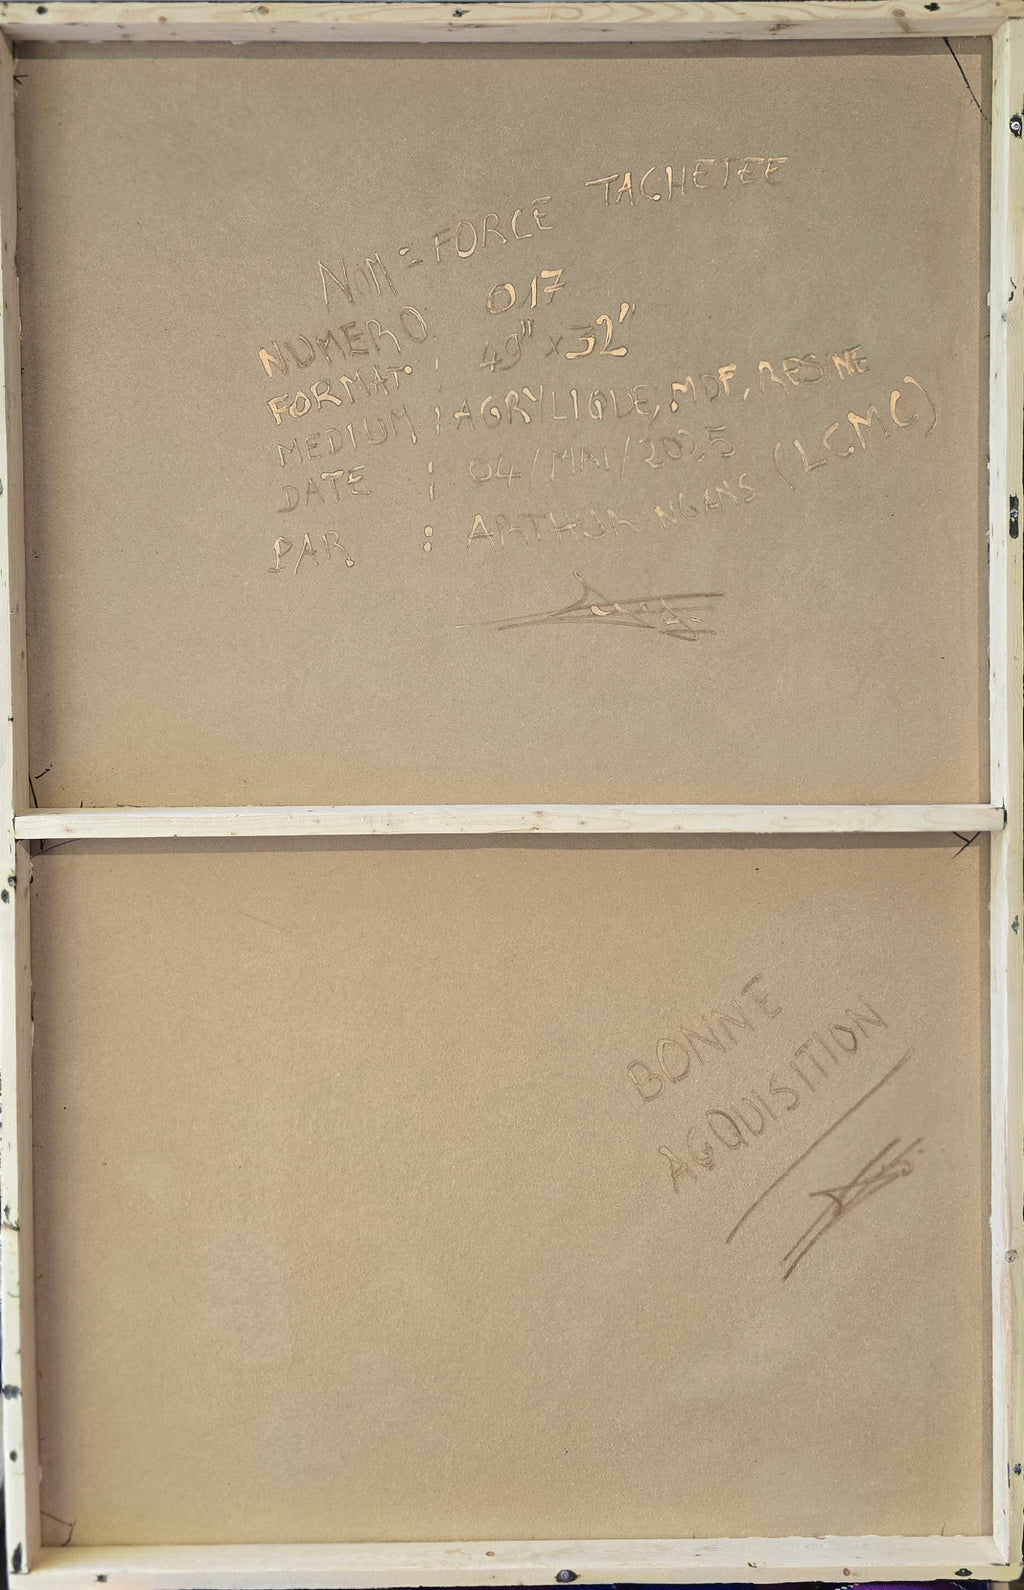 NOM : FORCE TACHETEE
NUMERO 017
FORMAT : 49" x 32"
MEDIUM : ACRYLIQUE, MDF, RESINE
DATE : 04/MAI/2025
PAR : ARTHUR NGANS (LCMC)
BONNE
ACQUISITION